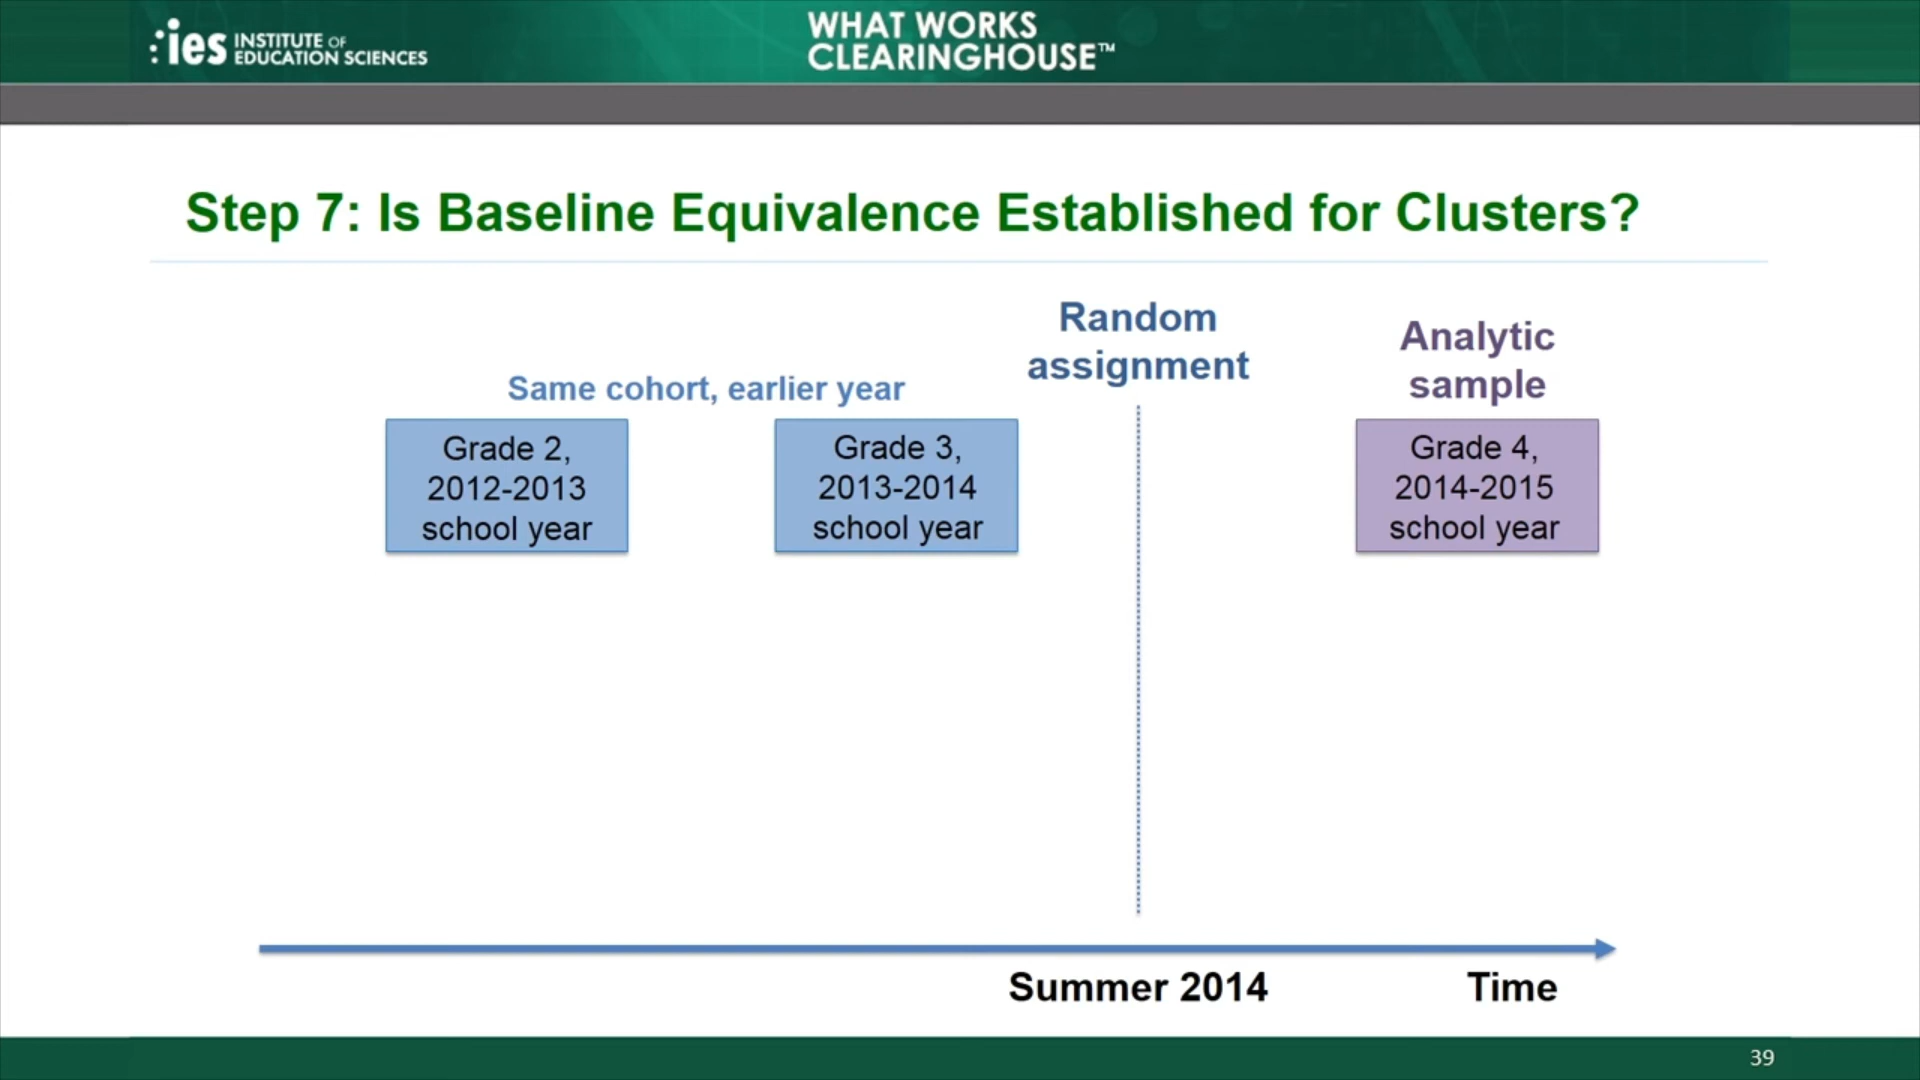 ies INSTITUTE OF
EDUCATION SCIENCES
WHAT WORKS
CLEARINGHOUSE™
Step 7: Is Baseline Equivalence Established for Clusters?
Same cohort, earlier year
Random
assignment
Analytic
sample
Grade 2,
2012-2013
school year
Grade 3,
2013-2014
school year
Grade 4,
2014-2015
school year
Summer 2014
Time
39